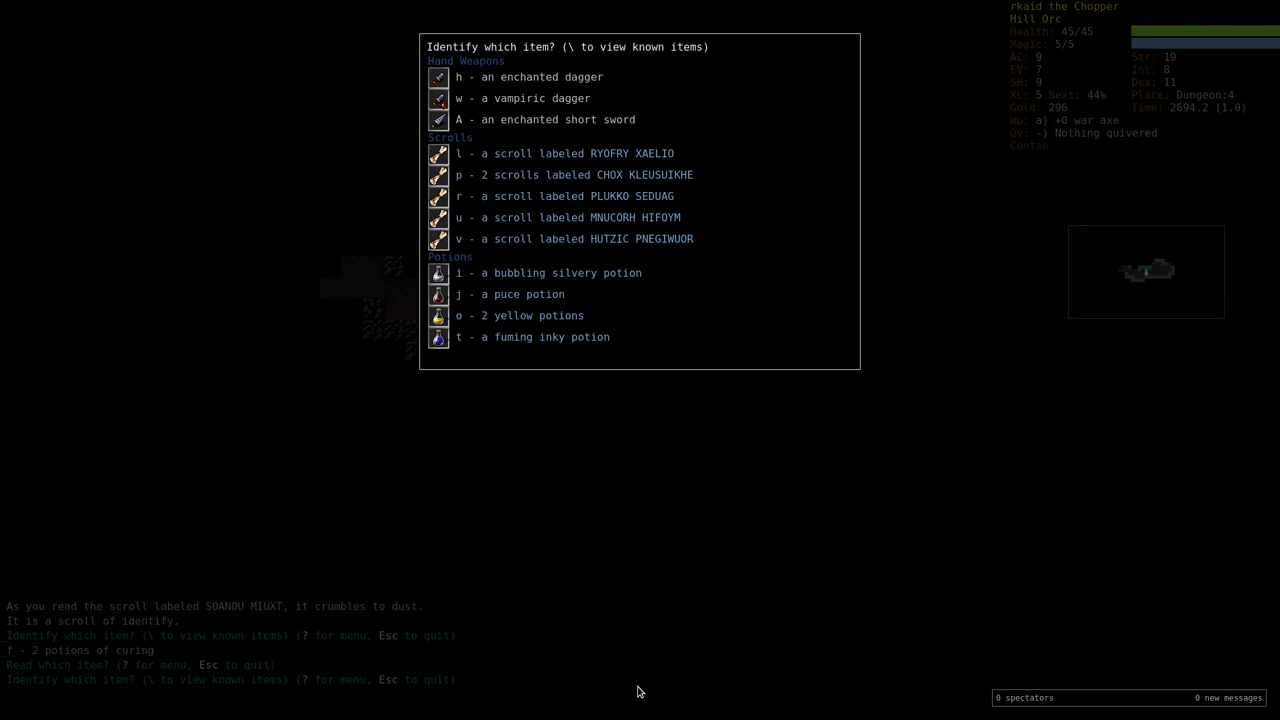 rkaid the Chopper
Hill Orc
Health: 45/45
Magic: 5/5
AC: 9 Str: 19
EV: 7 Int: 8
SH: 9 Dex: 11
XL: 5 Next: 44% Place: Dungeon:4
Gold: 296 Time: 2694.2 (1.0)
Wp: a) +0 war axe
Qv: -) Nothing quivered
Contam
Identify which item? (\ to view known items)
Hand Weapons
h - an enchanted dagger
w - a vampiric dagger
A - an enchanted short sword
Scrolls
l - a scroll labeled RYOFRY XAELIO
p - 2 scrolls labeled CHOX KLEUSUIKHE
r - a scroll labeled PLUKKO SEDUAG
u - a scroll labeled MNUCORH HIFOYM
v - a scroll labeled HUTZIC PNEGIWUOR
Potions
i - a bubbling silvery potion
j - a puce potion
o - 2 yellow potions
t - a fuming inky potion
As you read the scroll labeled SOANOU MIUXT, it crumbles to dust.
It is a scroll of identify.
_Identify which item? (\ to view known items) (? for menu, Esc to quit)
f - 2 potions of curing
Read which item? (? for menu, Esc to quit)
Identify which item? (\ to view known items) (? for menu, Esc to quit)
0 spectators 0 new messages